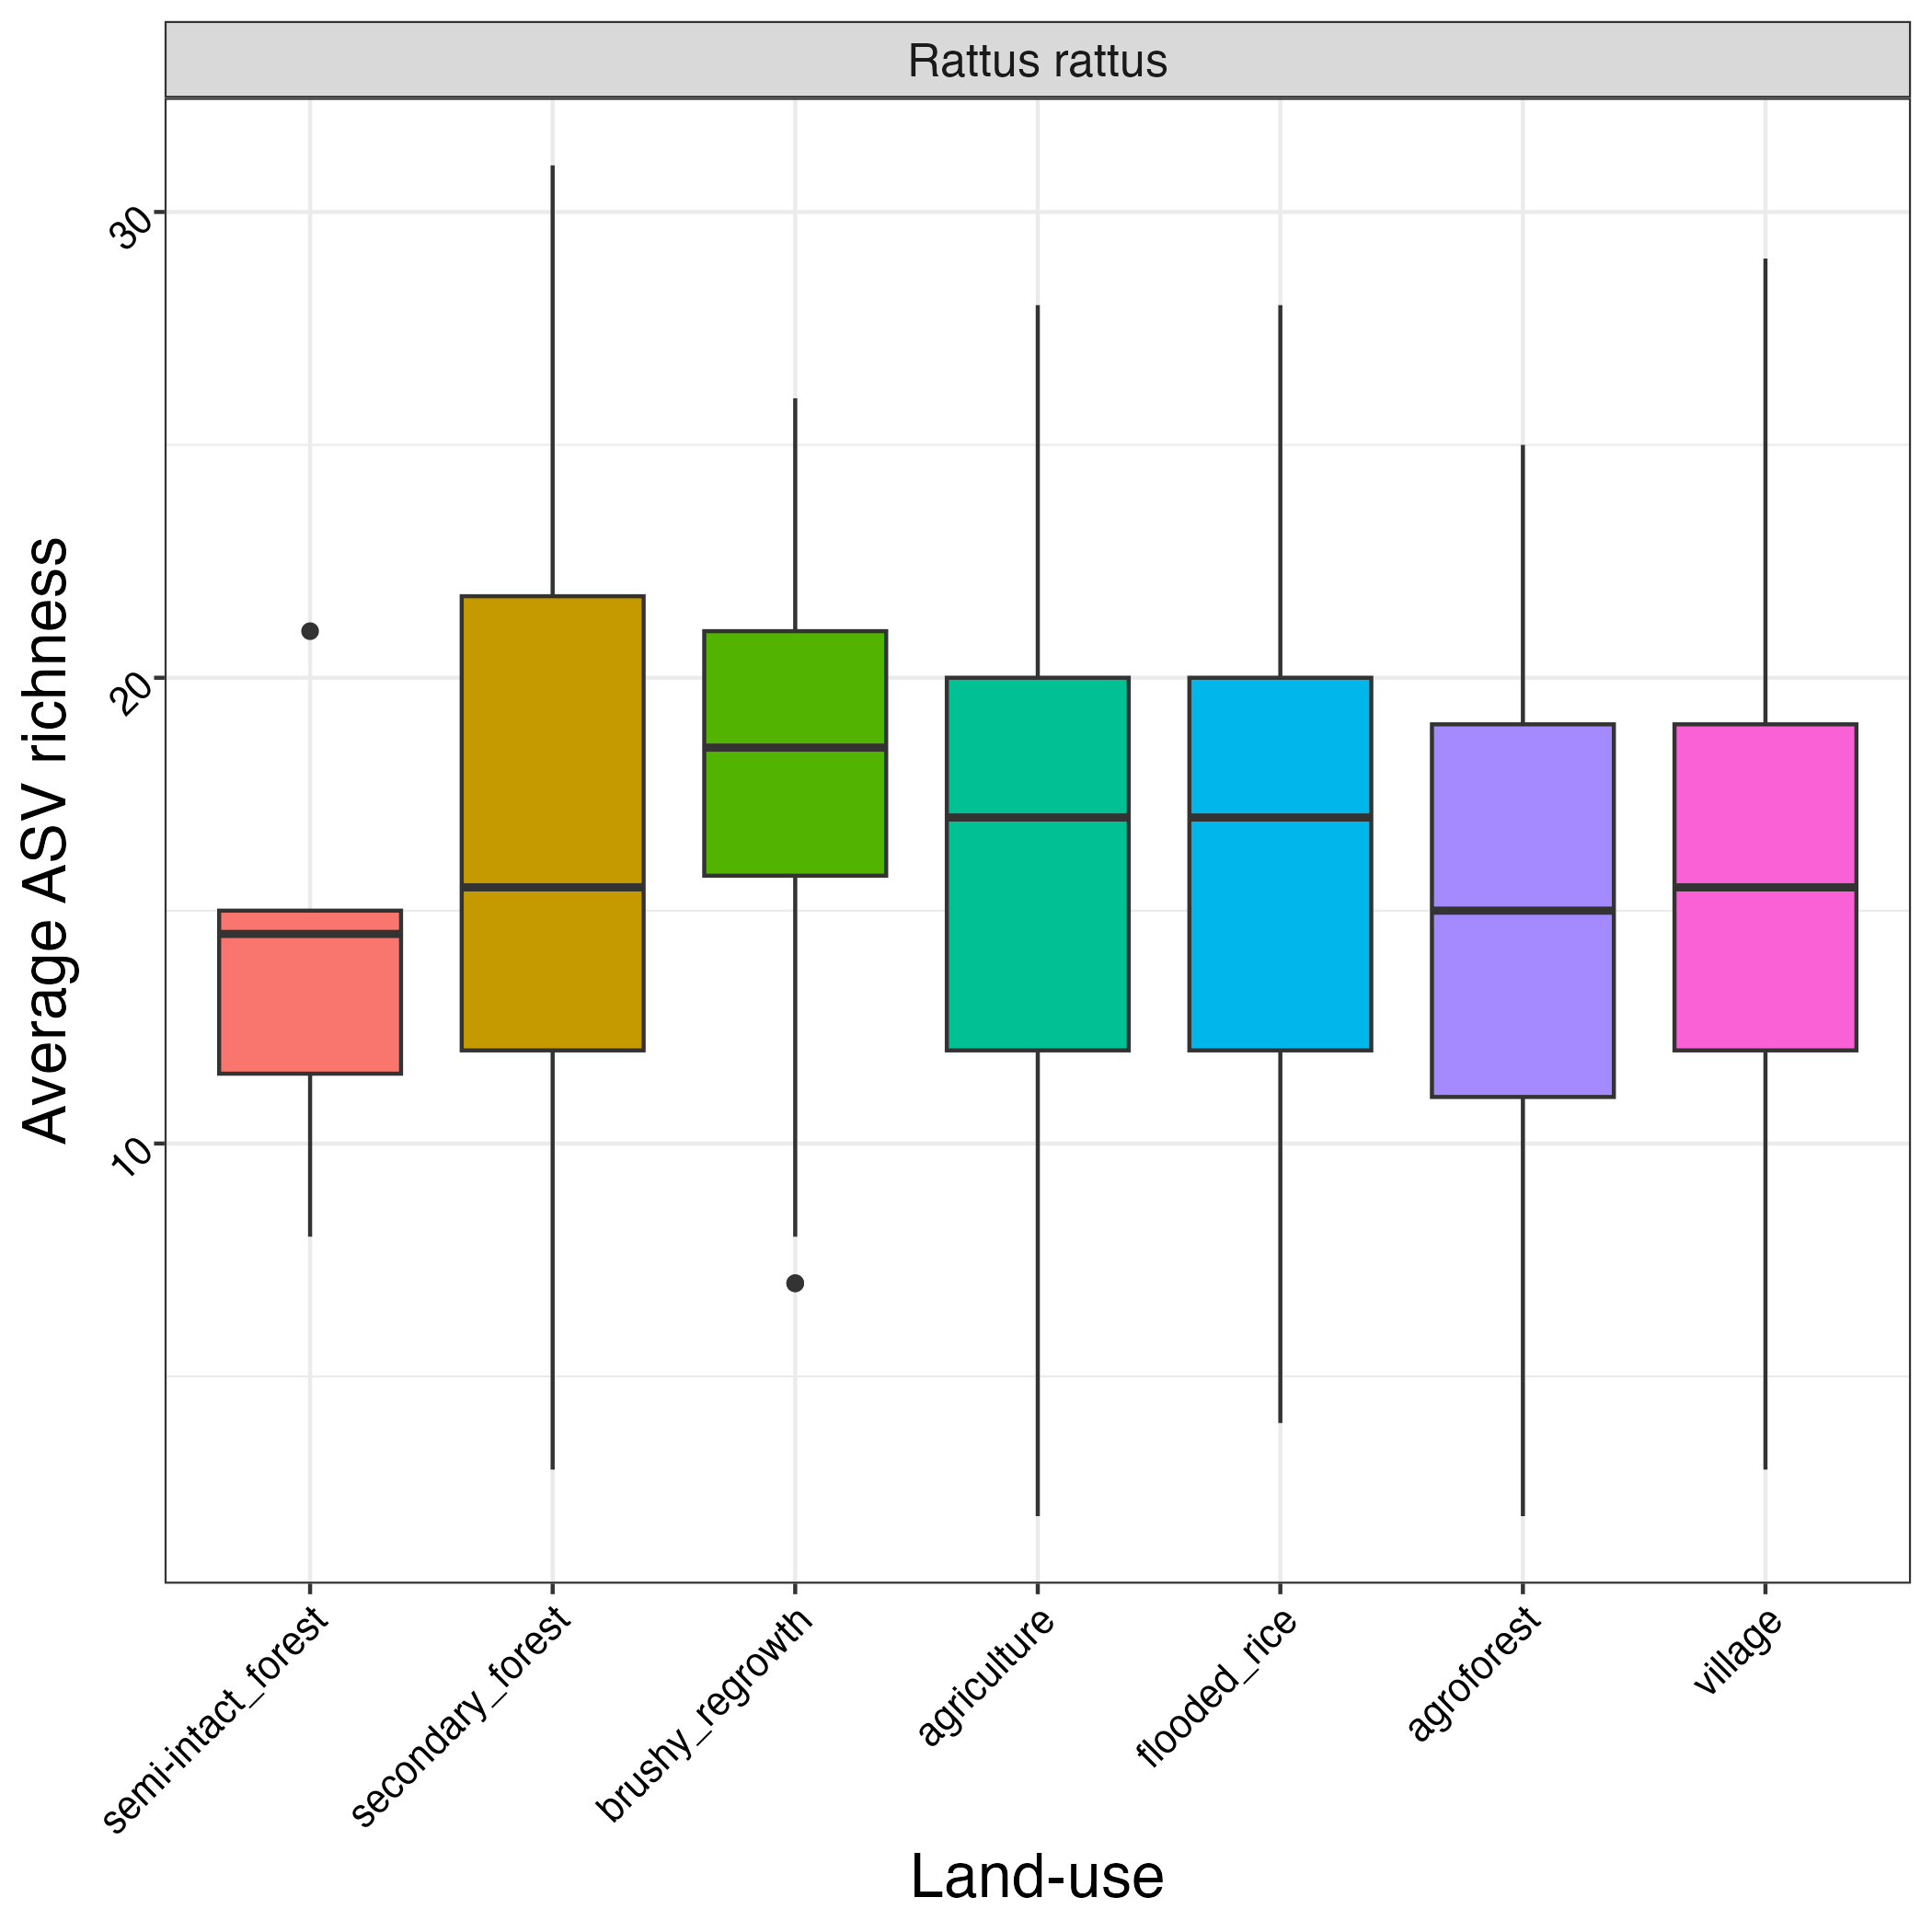 Rattus rattus
Average ASV richness
30
20
10
semi-intact_forest
secondary_forest
brushy_regrowth
agriculture
flooded_rice
agroforest
village
Land-use